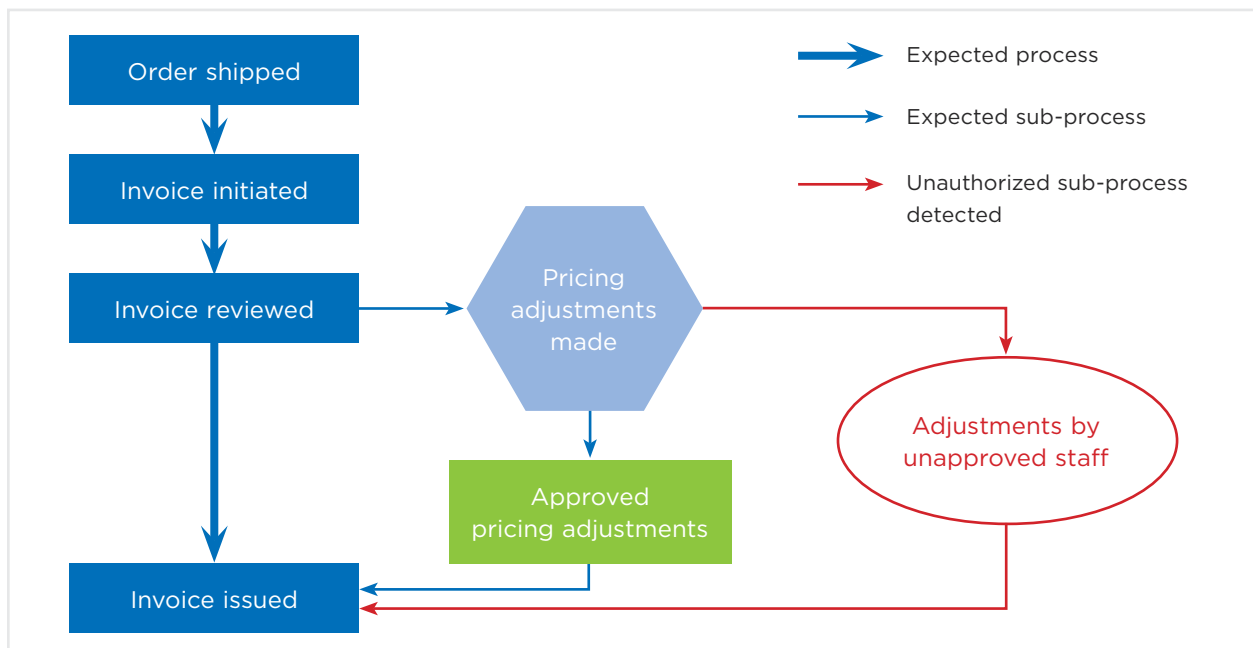 Order shipped
Invoice initiated
Invoice reviewed
Invoice issued
Pricing
adjustments
made
Approved
pricing adjustments
Adjustments by
unapproved staff
Expected process
Expected sub-process
Unauthorized sub-process
detected